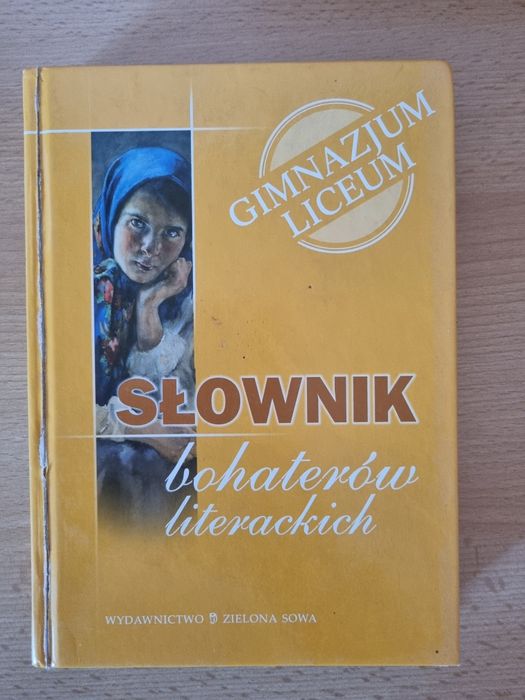 GIMNAZJUM
LICEUM
SŁOWNIK
bohaterów
literackich
WYDAWNICTWO ZIELONA SOWA